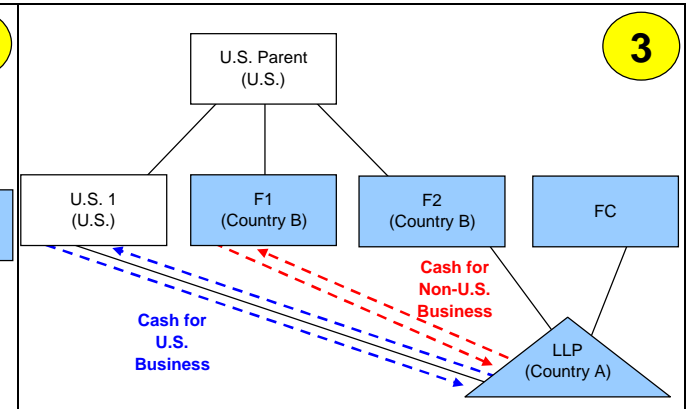 3
U.S. Parent
(U.S.)
U.S. 1
(U.S.)
F1
(Country B)
F2
(Country B)
FC
Cash for
Non-U.S.
Business
Cash for
U.S.
Business
LLP
(Country A)